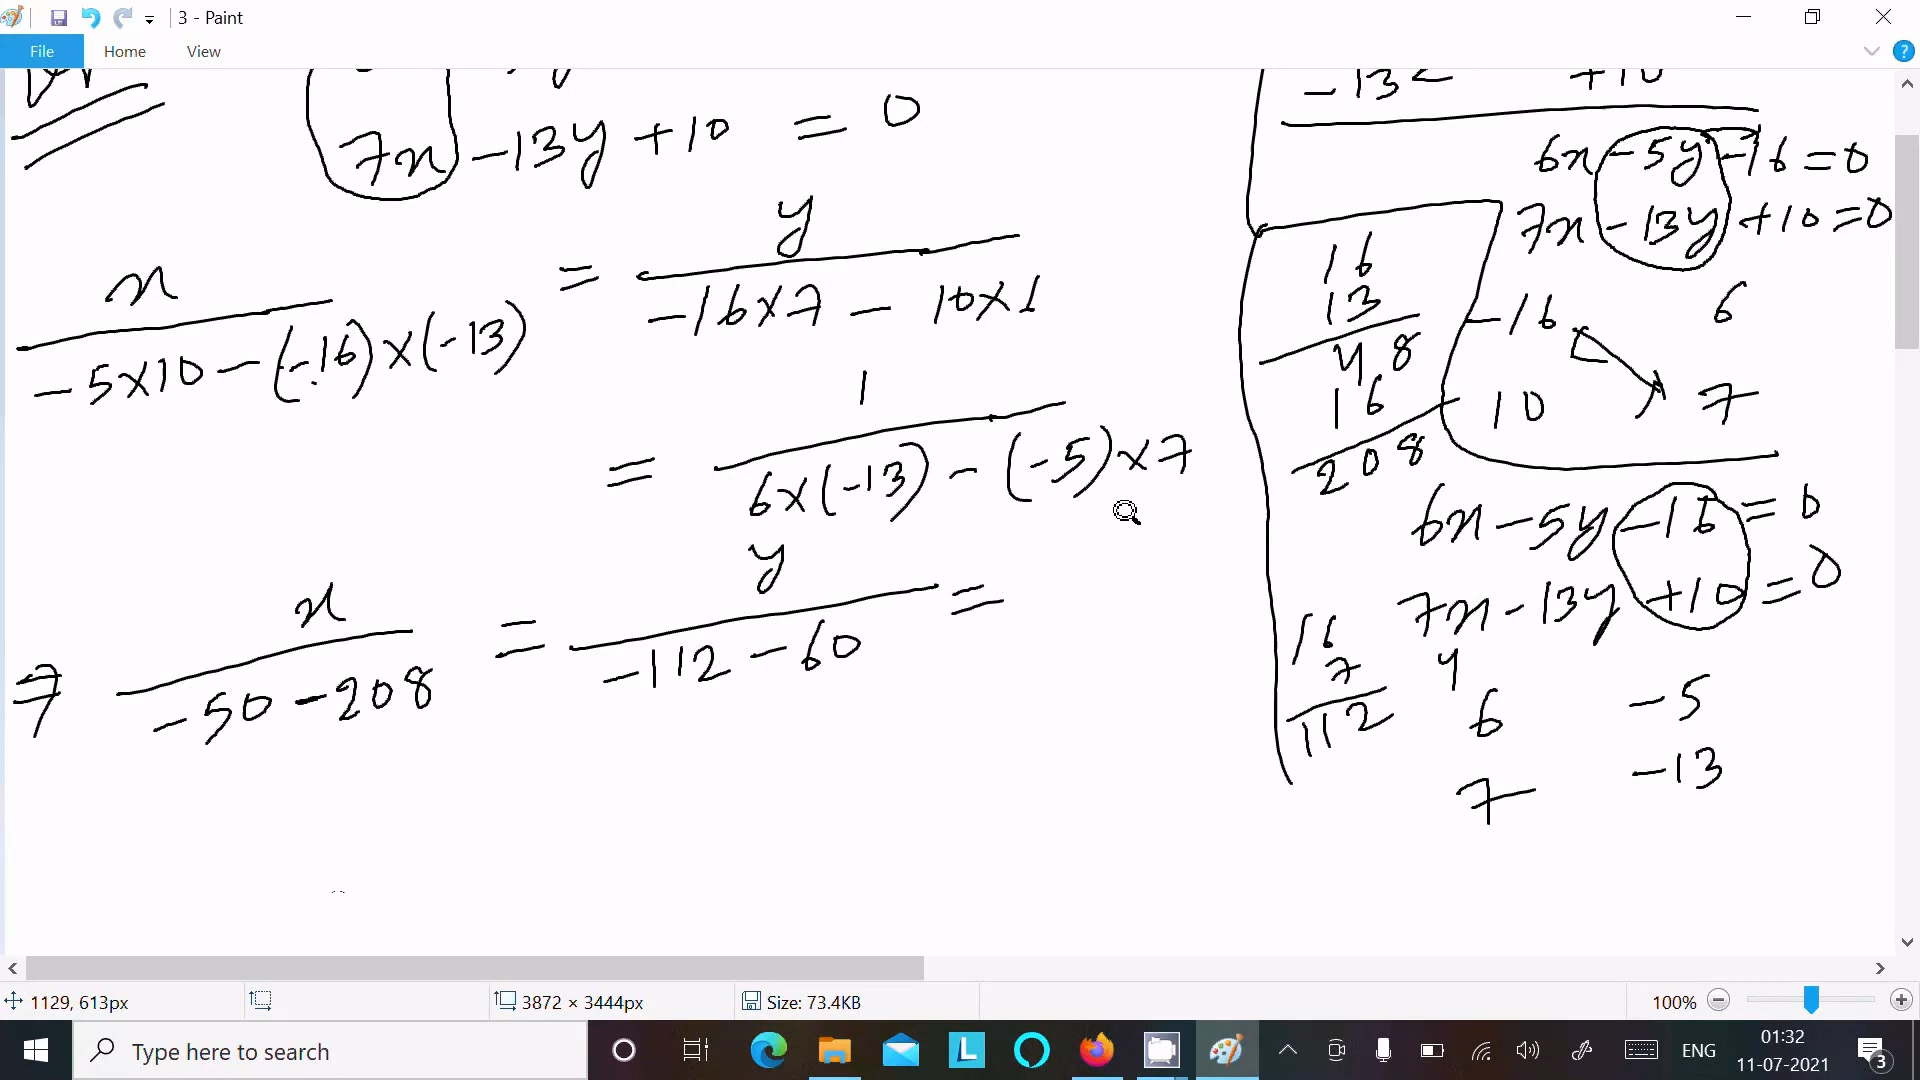 3 - Paint
File Home View
7x - 13y + 10 = 0
x = y
-5×10 - (-16)×(-13) -16×7 - 10×1
= 1
6×(-13) - (-5)×7
⇒ x = y =
-50 - 208 -112 - 60
-132 +10
6x - 5y - 16 = 0
7x - 13y + 10 = 0
16
13
48
16
208
-16 6
10 7
6x - 5y - 16 = 0
7x - 13y + 10 = 0
16
7
112
4
6 -5
7 -13
1129, 613px 3872 × 3444px Size: 73.4KB 100%
Type here to search
L
ENG
01:32
11-07-2021
3